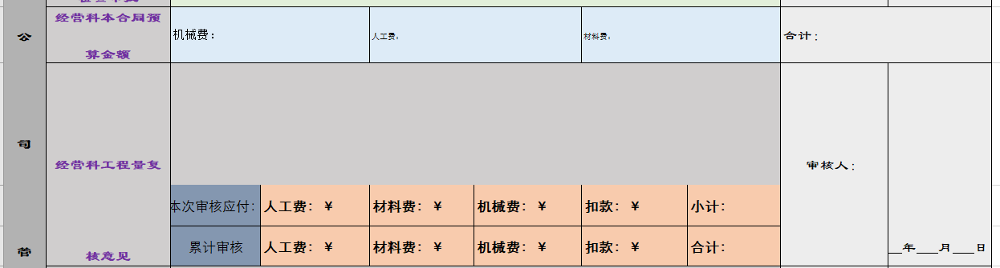 经营科本合同预
算金额
机械费：
人工费：
材料费：
合计：
公
司
营
经营科工程量复
核意见
审核人：
本次审核应付：
人工费：¥
材料费：¥
机械费：¥
扣款：¥
小计：
累计审核
人工费：¥
材料费：¥
机械费：¥
扣款：¥
合计：
__年___月___日